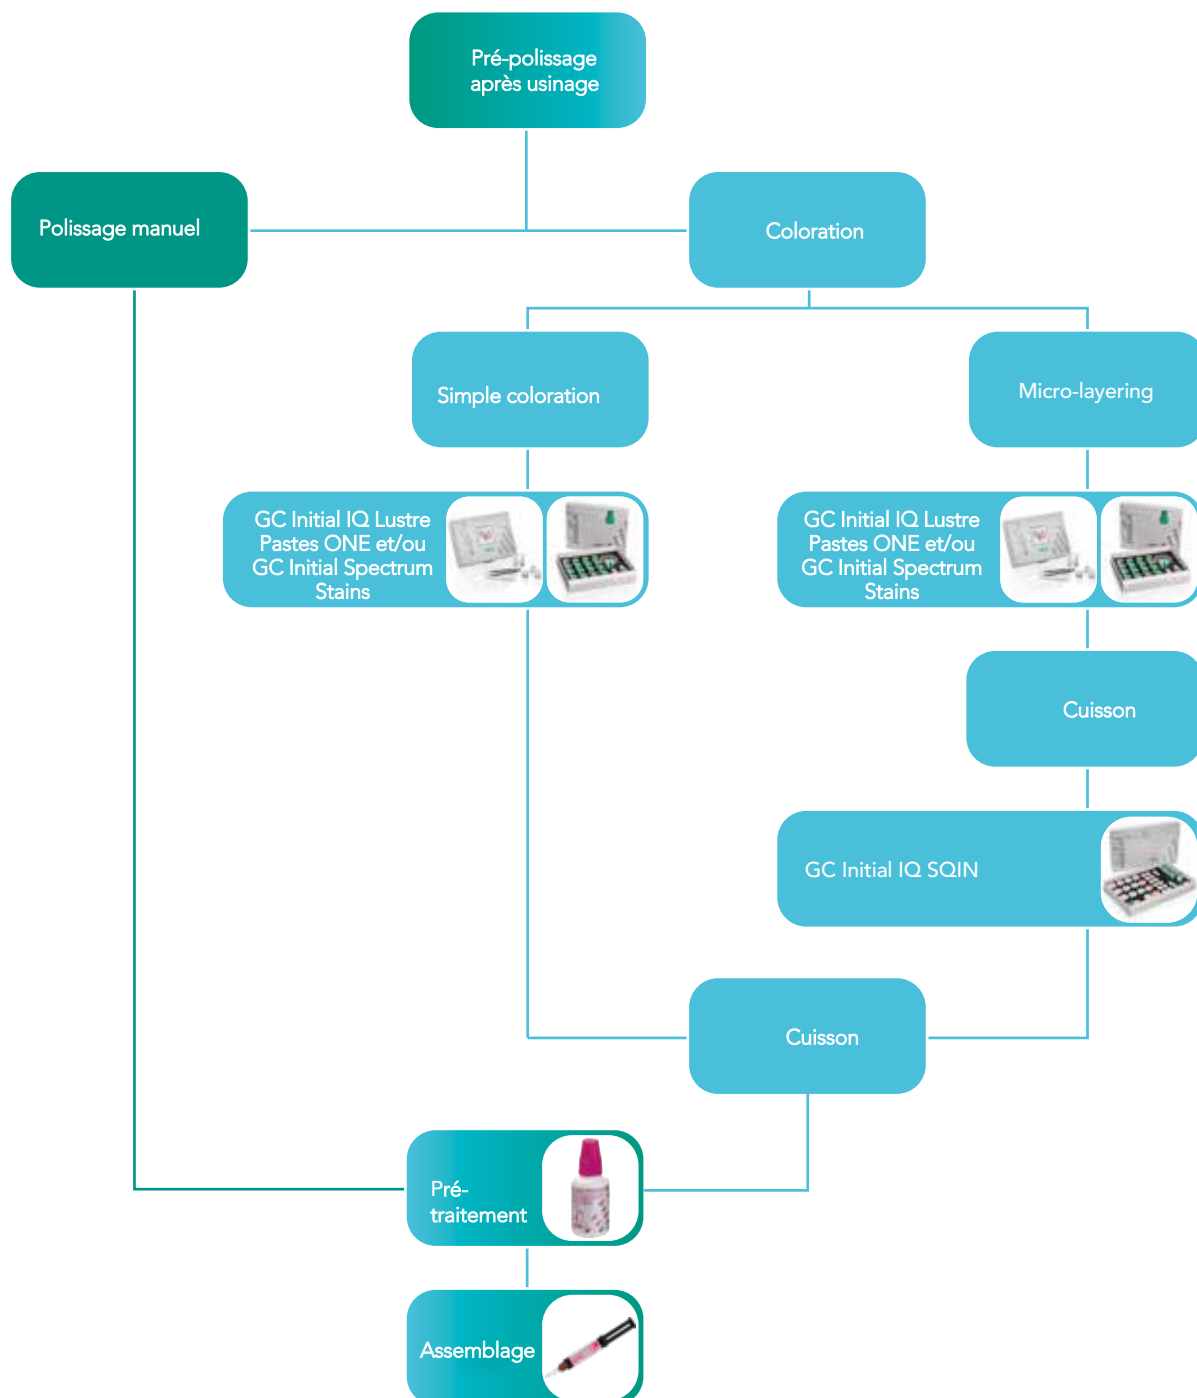 Pré-polissage
après usinage
Polissage manuel
Coloration
Simple coloration
Micro-layering
GC Initial IQ Lustre
Pastes ONE et/ou
GC Initial Spectrum
Stains
GC Initial IQ Lustre
Pastes ONE et/ou
GC Initial Spectrum
Stains
Cuisson
GC Initial IQ SQIN
Cuisson
Pré-
traitement
Assemblage